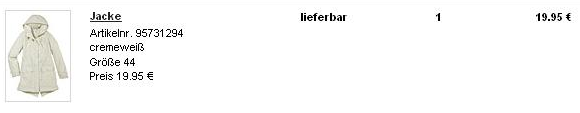 Jacke lieferbar 1 19.95 €
Artikelnr. 95731294
cremeweiß
Größe 44
Preis 19.95 €